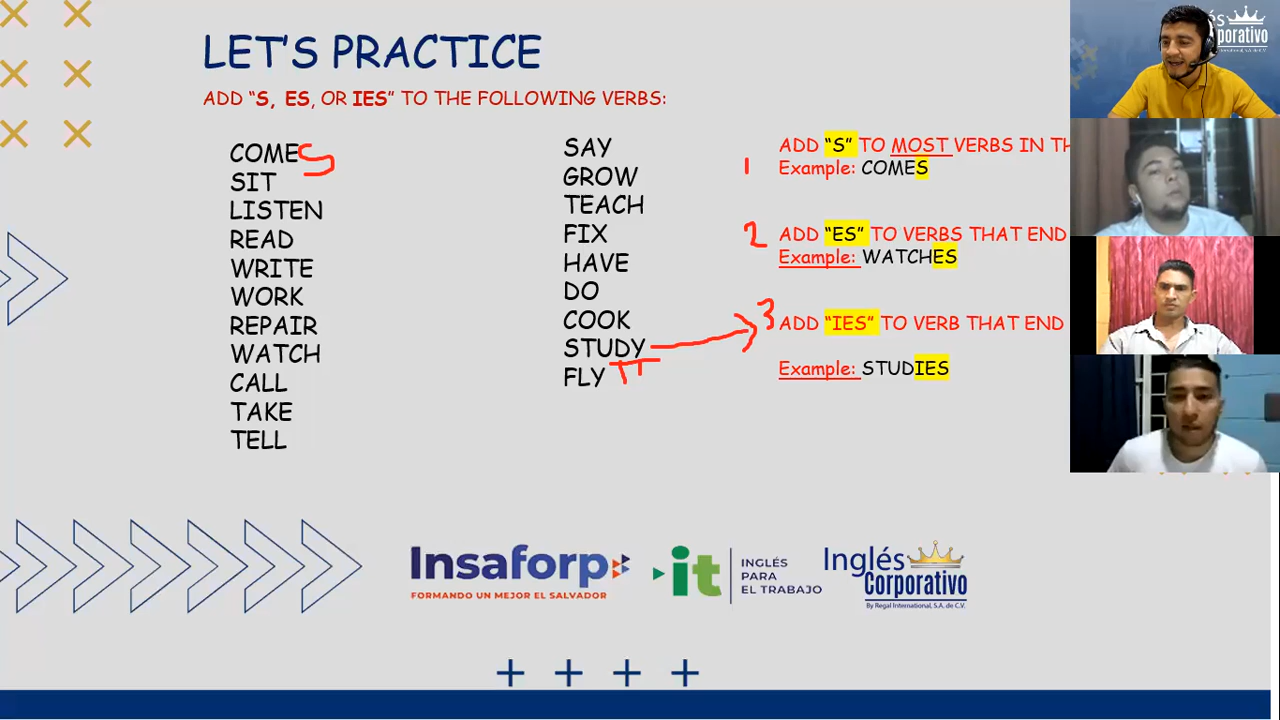 LET'S PRACTICE
ADD "S, ES, OR IES" TO THE FOLLOWING VERBS:
COMES
SIT
LISTEN
READ
WRITE
WORK
REPAIR
WATCH
CALL
TAKE
TELL
SAY
GROW
TEACH
FIX
HAVE
DO
COOK
STUDY
FLY
1 ADD "S" TO MOST VERBS IN TH
Example: COMES
2 ADD "ES" TO VERBS THAT END
Example: WATCHES
3 ADD "IES" TO VERB THAT END
Example: STUDIES
Insaforp
FORMANDO UN MEJOR EL SALVADOR
it
INGLÉS
PARA
EL TRABAJO
Inglés
Corporativo
By Regal International, S.A. de C.V.